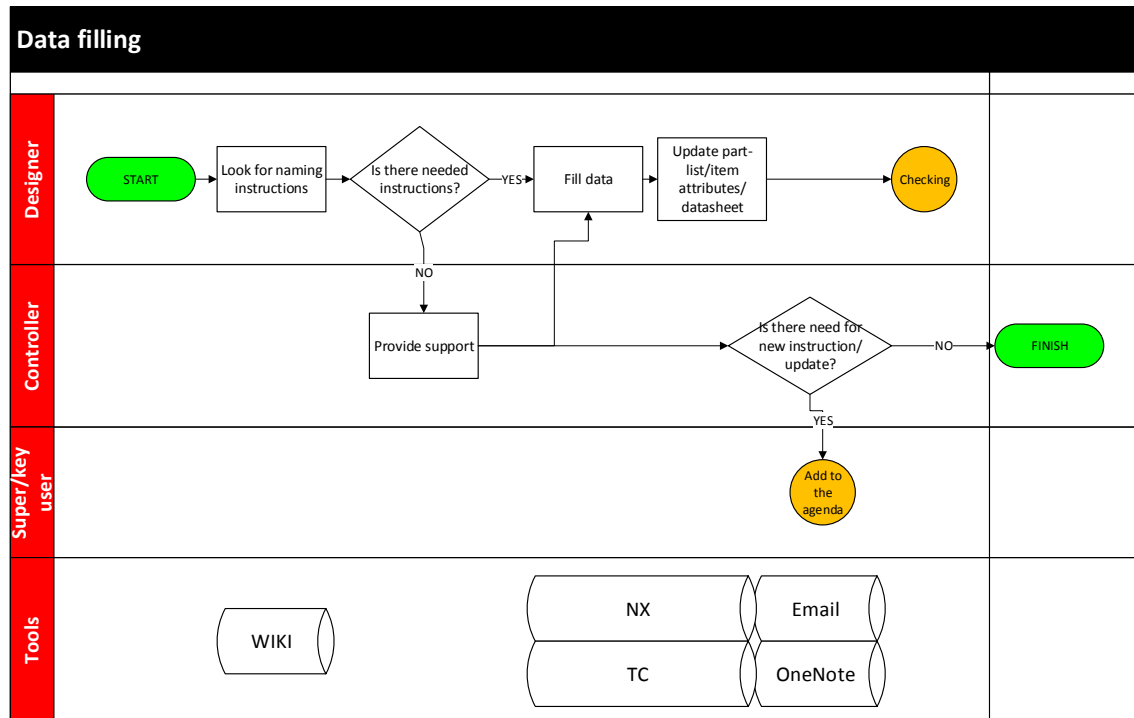 Data filling
Designer
START
Look for naming
instructions
Is there needed
instructions?
YES
Fill data
Update part-
list/item
attributes/
datasheet
Checking
NO
Controller
Provide support
Is there need for
new instruction/
update?
NO
FINISH
YES
Super/key
user
Add to
the
agenda
Tools
WIKI
NX
Email
TC
OneNote